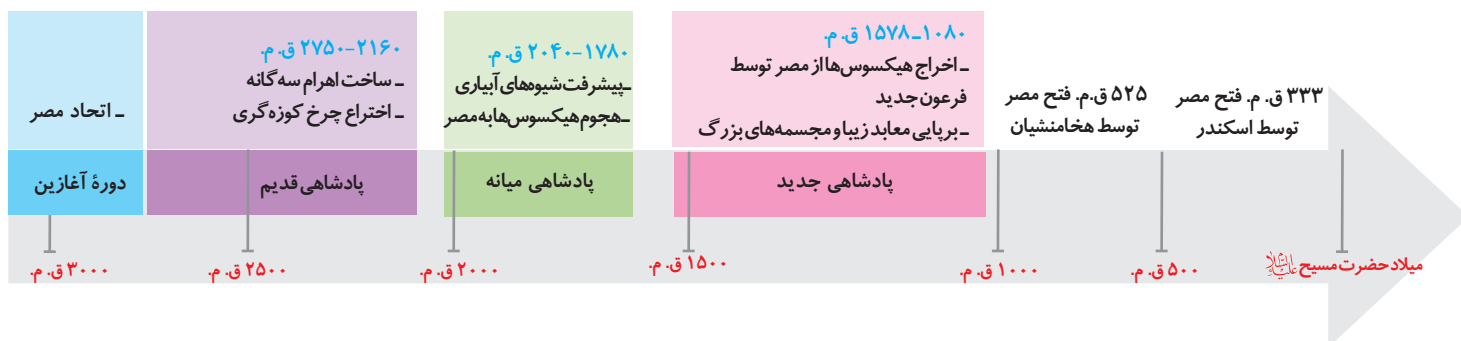 ـ اتحاد مصر
دورهٔ آغازین
۲۷۵۰-۲۱۶۰ ق. م.
ـ ساخت اهرام سه گانه
ـ اختراع چرخ کوزه گری
پادشاهی قدیم
۲۰۴۰-۱۷۸۰ ق. م.
ـ پیشرفت شیوه های آبیاری
ـ هجوم هیکسوس ها به مصر
پادشاهی میانه
۱۵۷۸ـ۱۰۸۰ ق. م.
ـ اخراج هیکسوس ها از مصر توسط
فرعون جدید
ـ برپایی معابد زیبا و مجسمه های بزرگ
پادشاهی جدید
۵۲۵ ق.م. فتح مصر
توسط هخامنشیان
۳۳۳ ق. م. فتح مصر
توسط اسکندر
۳۰۰۰ ق. م.
۲۵۰۰ ق. م.
۲۰۰۰ ق. م.
۱۵۰۰ ق. م.
۱۰۰۰ ق. م.
۵۰۰ ق. م.
میلاد حضرت مسیح علیه السلام